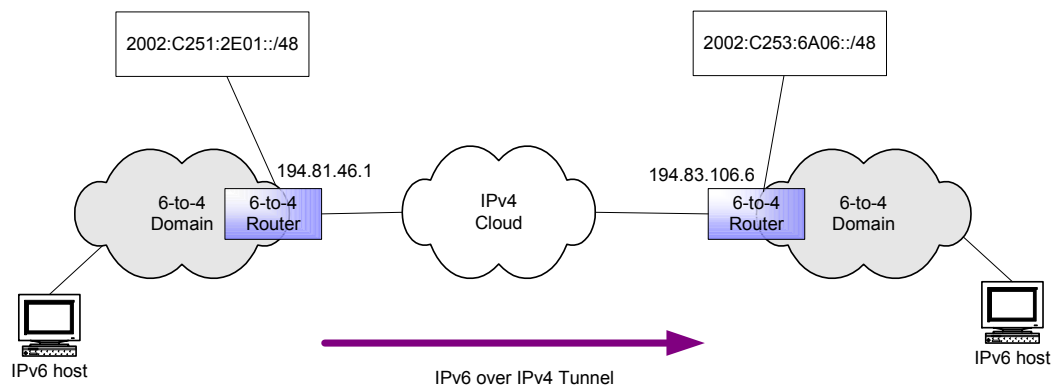 2002:C251:2E01::/48
2002:C253:6A06::/48
194.81.46.1
194.83.106.6
6-to-4
Domain
6-to-4
Router
IPv4
Cloud
6-to-4
Router
6-to-4
Domain
IPv6 host
IPv6 host
IPv6 over IPv4 Tunnel